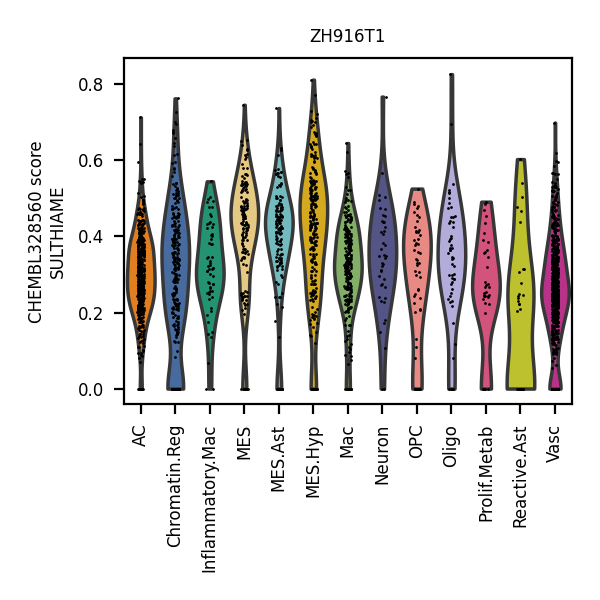 ZH916T1
CHEMBL328560 score
SULTHIAME
0.8
0.6
0.4
0.2
0.0
AC
Chromatin.Reg
Inflammatory.Mac
MES
MES.Ast
MES.Hyp
Mac
Neuron
OPC
Oligo
Prolif.Metab
Reactive.Ast
Vasc